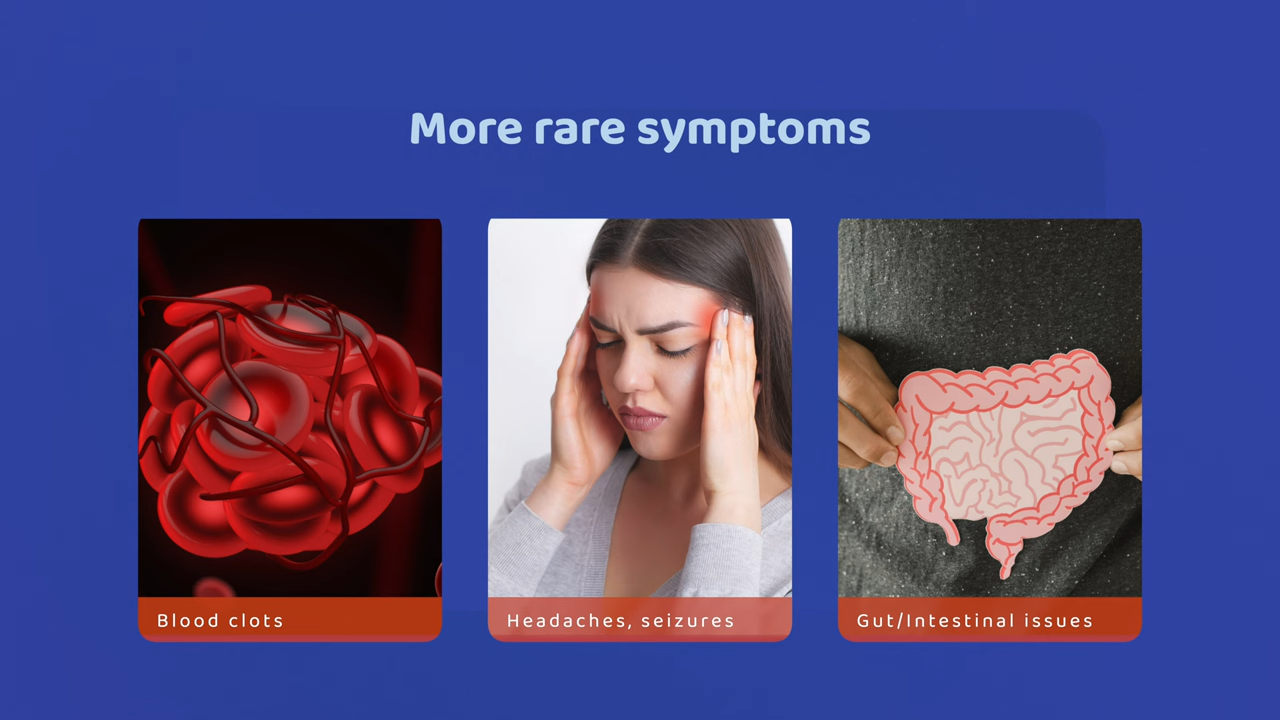 More rare symptoms
Blood clots
Headaches, seizures
Gut/Intestinal issues